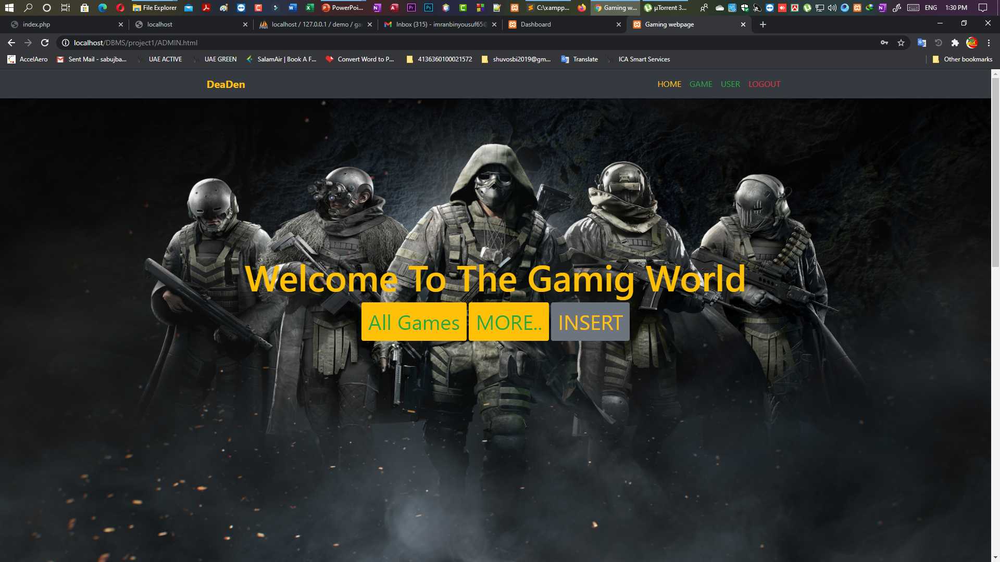 File Explorer
PowerPoi...
C:\xampp...
Gaming w...
µTorrent 3...
ENG
1:30 PM
index.php
localhost
localhost / 127.0.0.1 / demo / ga
Inbox (315) - imranbinyousuf65@
Dashboard
Gaming webpage
localhost/DBMS/project1/ADMIN.html
AccelAero
Sent Mail - sabujba...
UAE ACTIVE
UAE GREEN
SalamAir | Book A F...
Convert Word to P...
4136360100021572
shuvosbi2019@gm...
Translate
ICA Smart Services
Other bookmarks
DeaDen
HOME GAME USER LOGOUT
Welcome To The Gamig World
All Games MORE.. INSERT